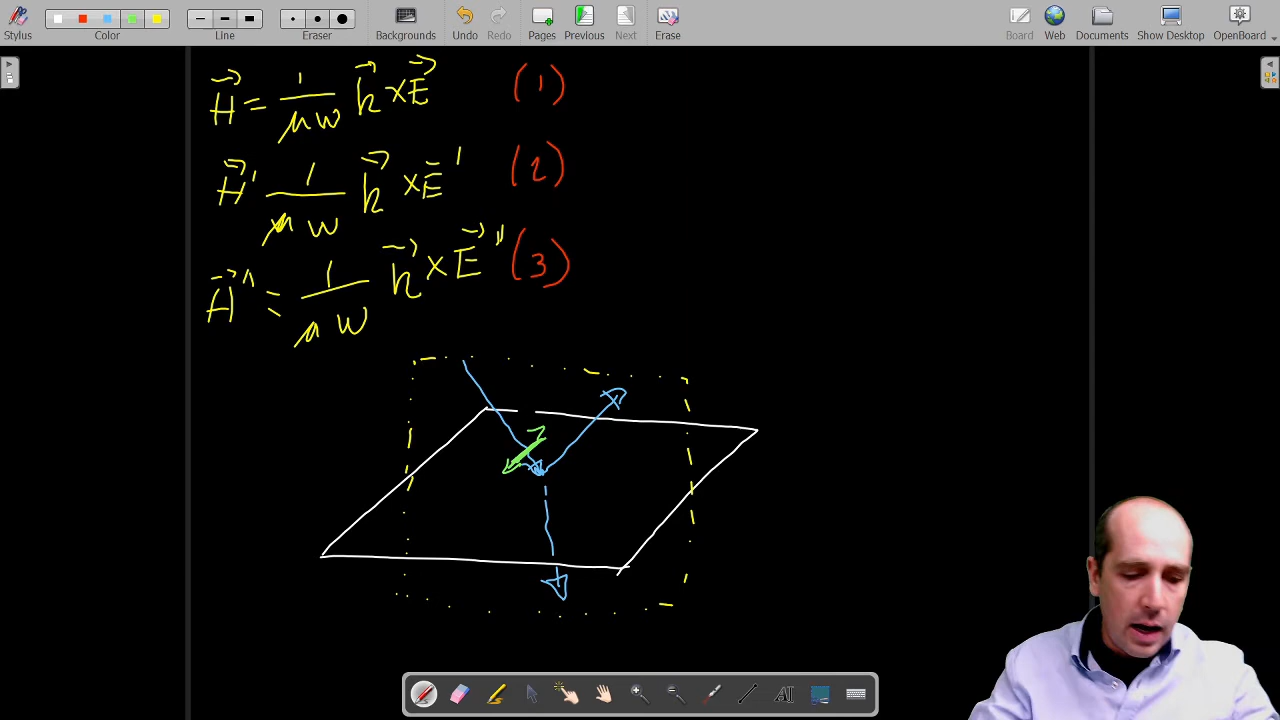 Stylus Color Line Eraser Backgrounds Undo Redo Pages Previous Next Erase Board Web Documents Show Desktop OpenBoard
H⃗ = 1/μw k⃗ × E⃗ (1)
H⃗' 1/μw k⃗ × E⃗' (2)
H⃗'' = 1/μw k⃗ × E⃗'' (3)